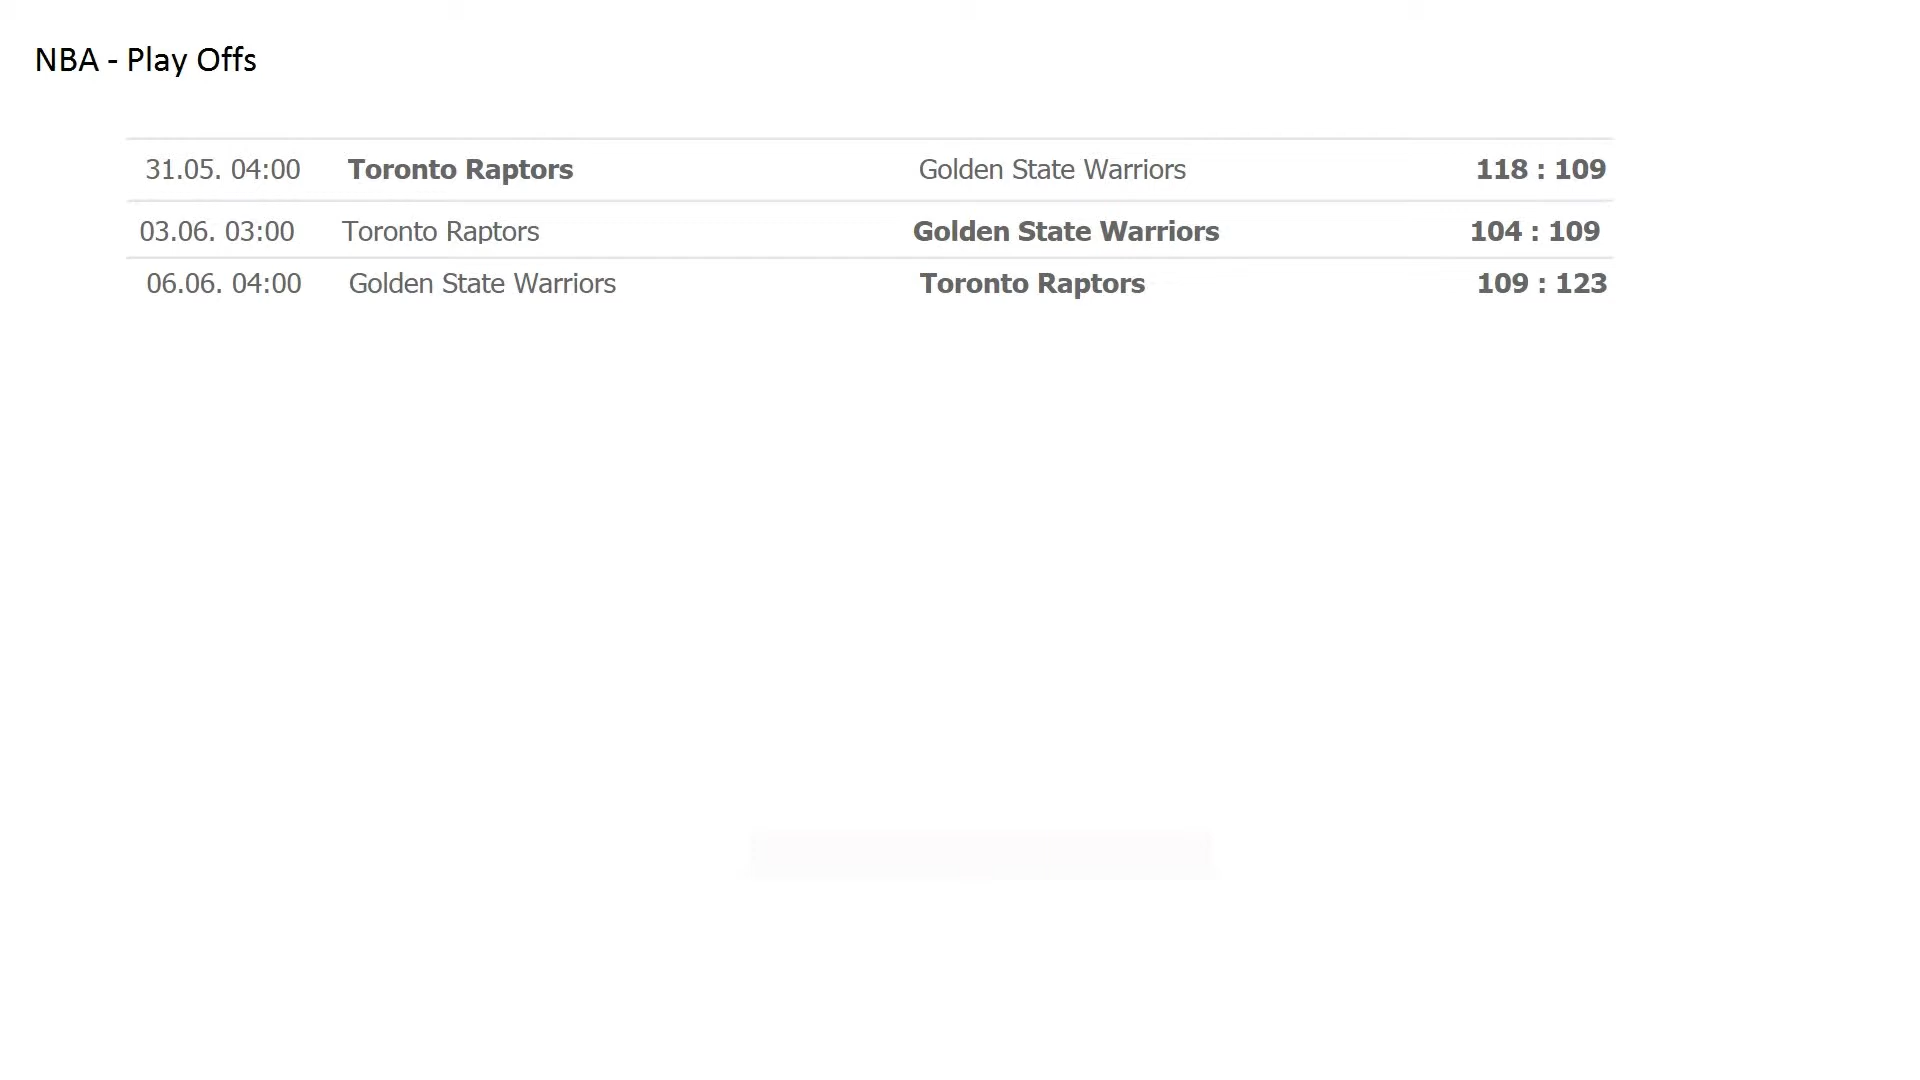 NBA - Play Offs
31.05. 04:00 Toronto Raptors Golden State Warriors 118 : 109
03.06. 03:00 Toronto Raptors Golden State Warriors 104 : 109
06.06. 04:00 Golden State Warriors Toronto Raptors 109 : 123